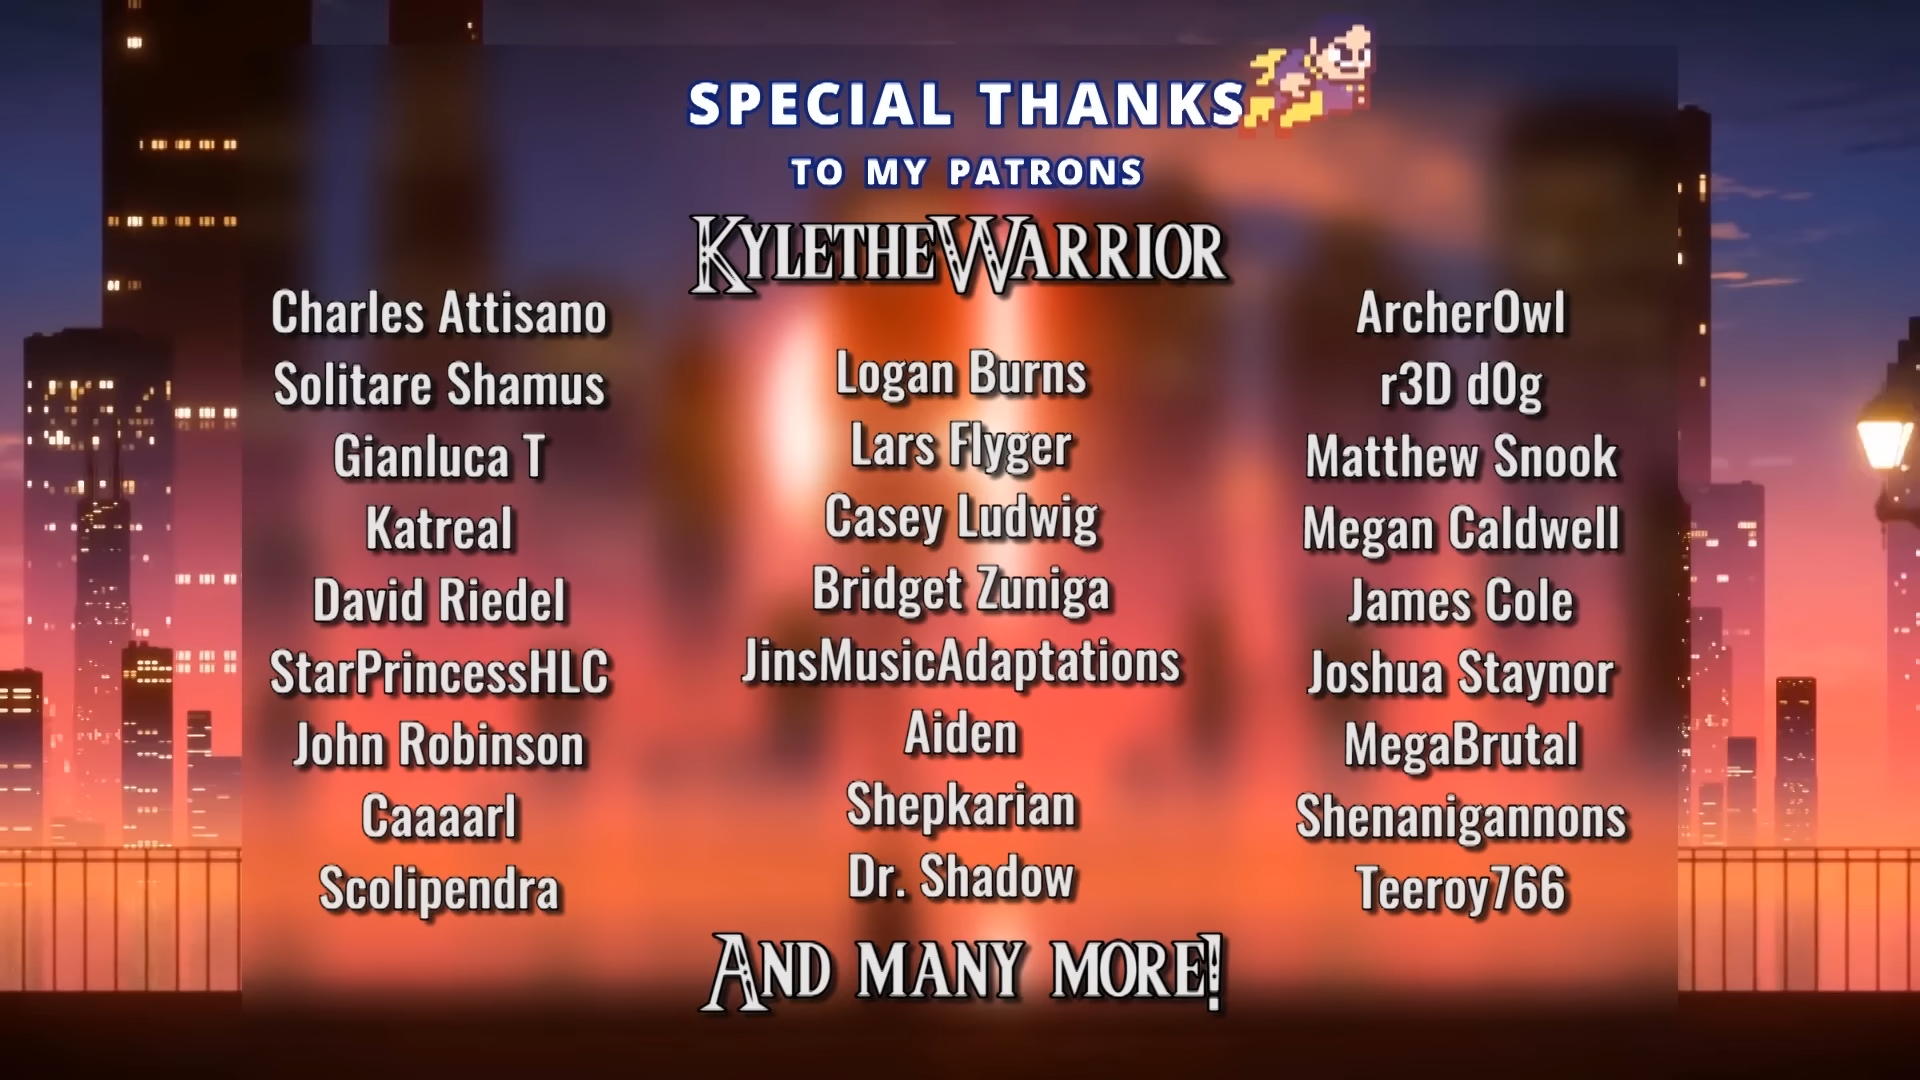 SPECIAL THANKS
TO MY PATRONS
KYLETHEWARRIOR
Charles Attisano
Solitare Shamus
Gianluca T
Katreal
David Riedel
StarPrincessHLC
John Robinson
Caaaarl
Scolipendra
Logan Burns
Lars Flyger
Casey Ludwig
Bridget Zuniga
JinsMusicAdaptations
Aiden
Shepkarian
Dr. Shadow
ArcherOwl
r3D d0g
Matthew Snook
Megan Caldwell
James Cole
Joshua Staynor
MegaBrutal
Shenanigannons
Teeroy766
AND MANY MORE!